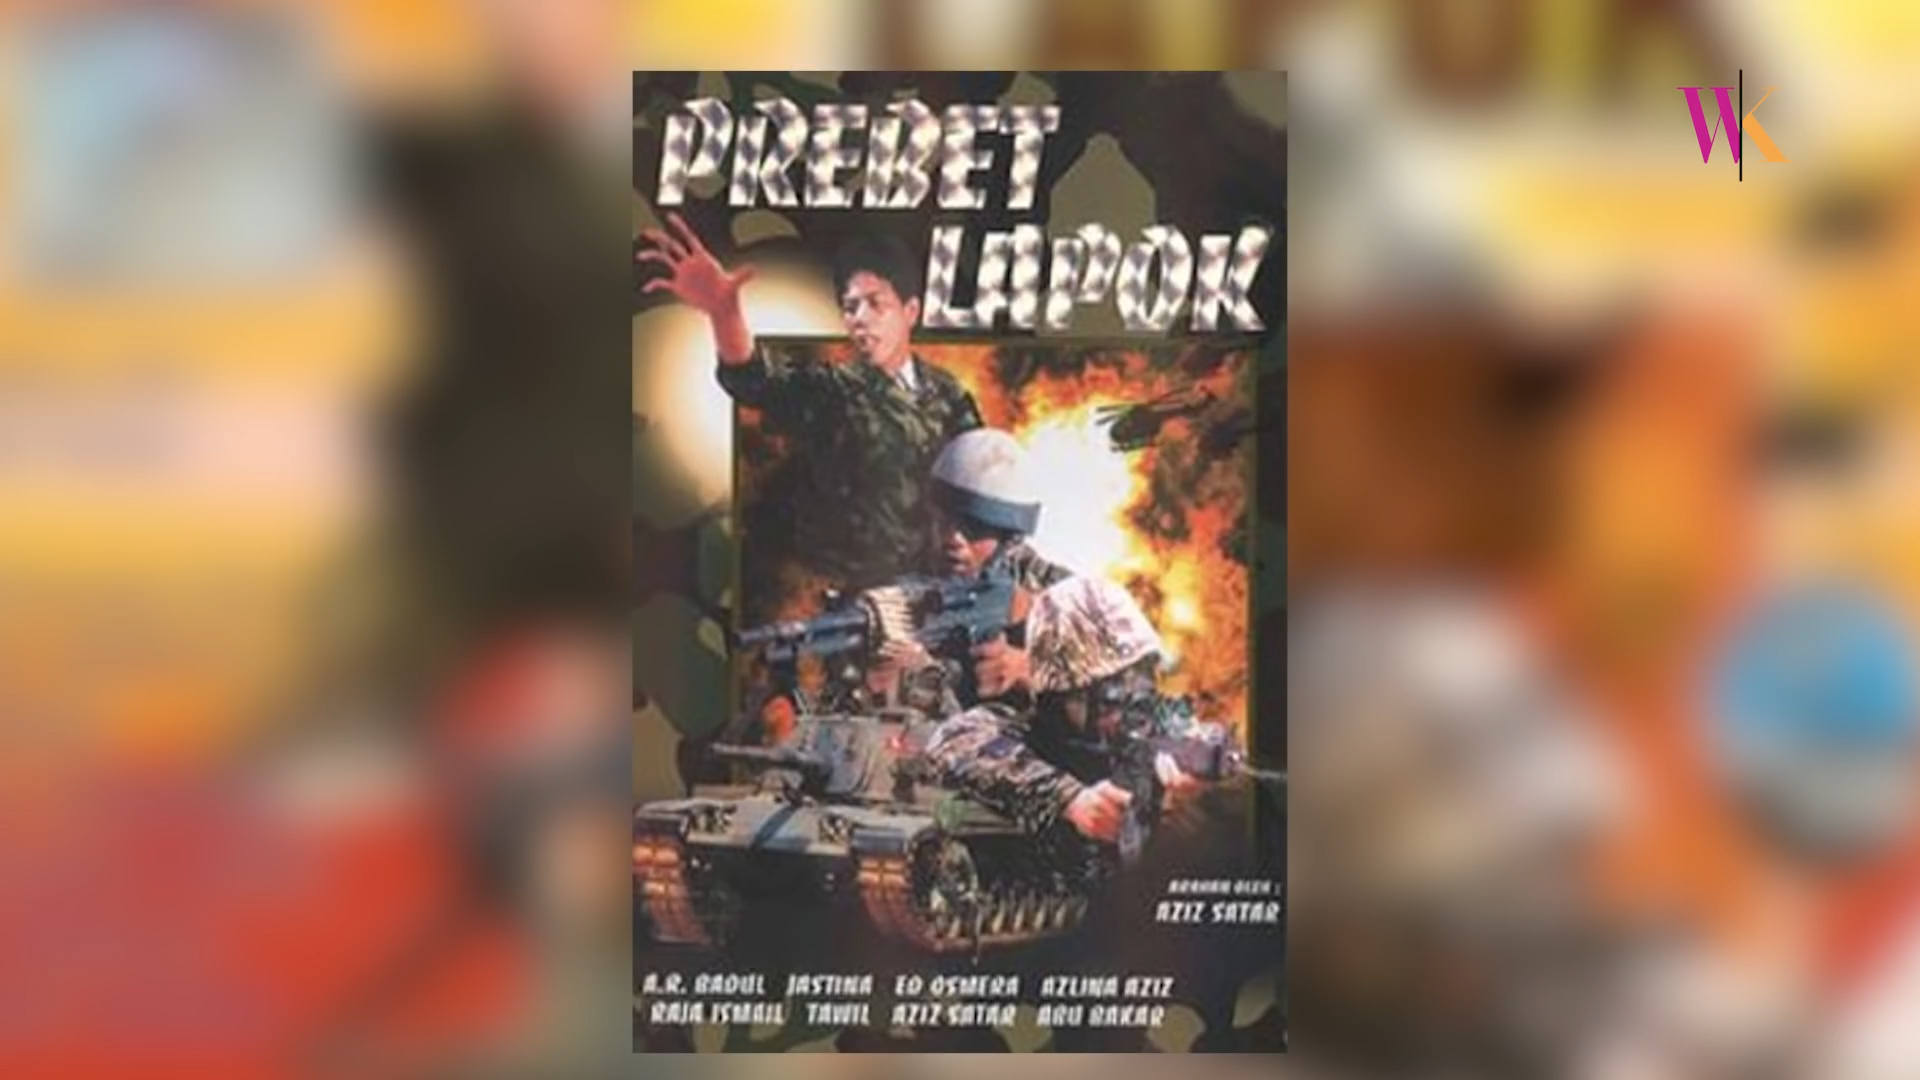 PREBET
LAPOK
WK
ARAHAN OLEH :
AZIZ SATAR
A.R. BADUL JASTINA ED OSMERA AZLINA AZIZ
RAJA ISMAIL TAWIL AZIZ SATAR ABU BAKAR